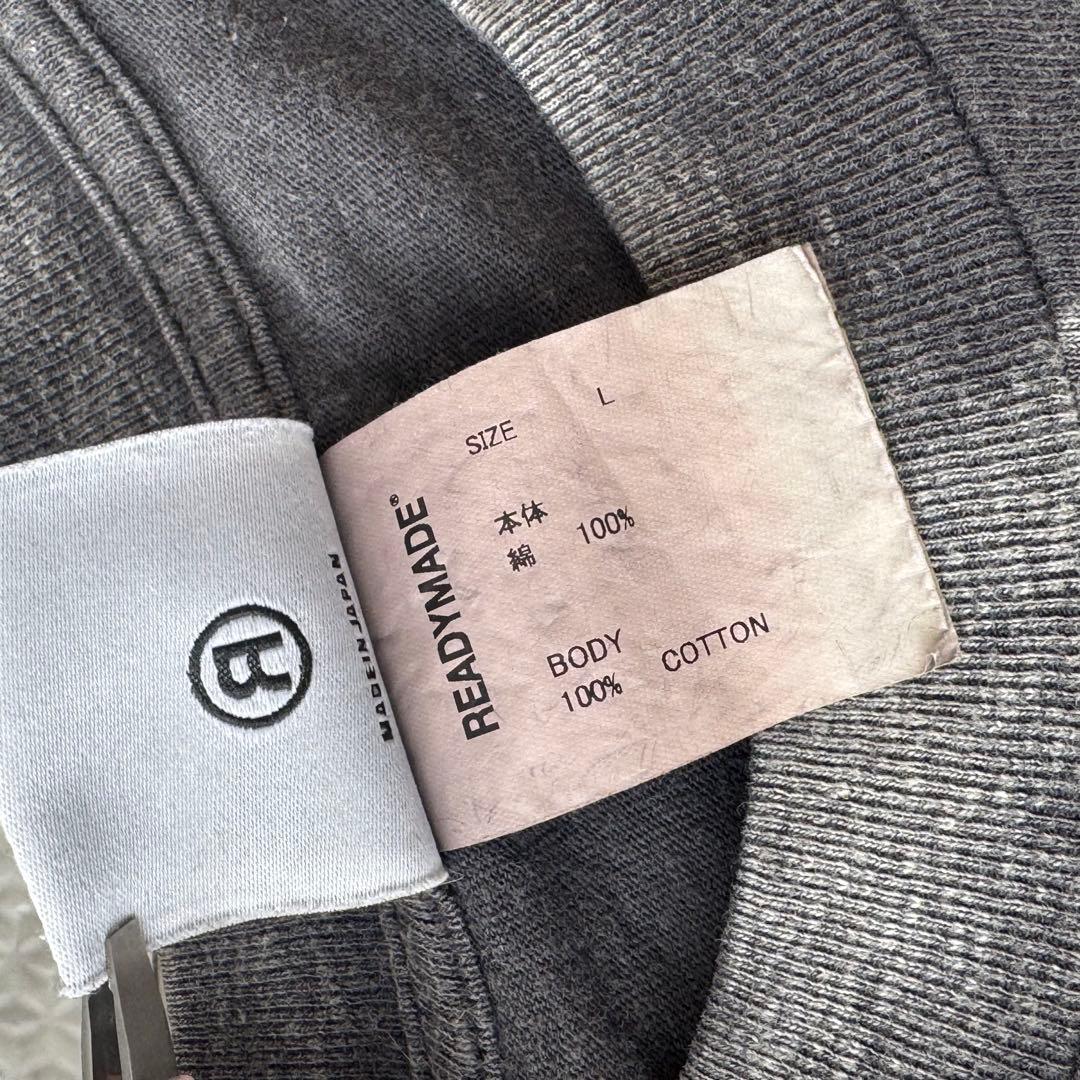 SIZE L
本体
綿 100%
BODY COTTON
100%
READYMADE®
R
MADE IN JAPAN